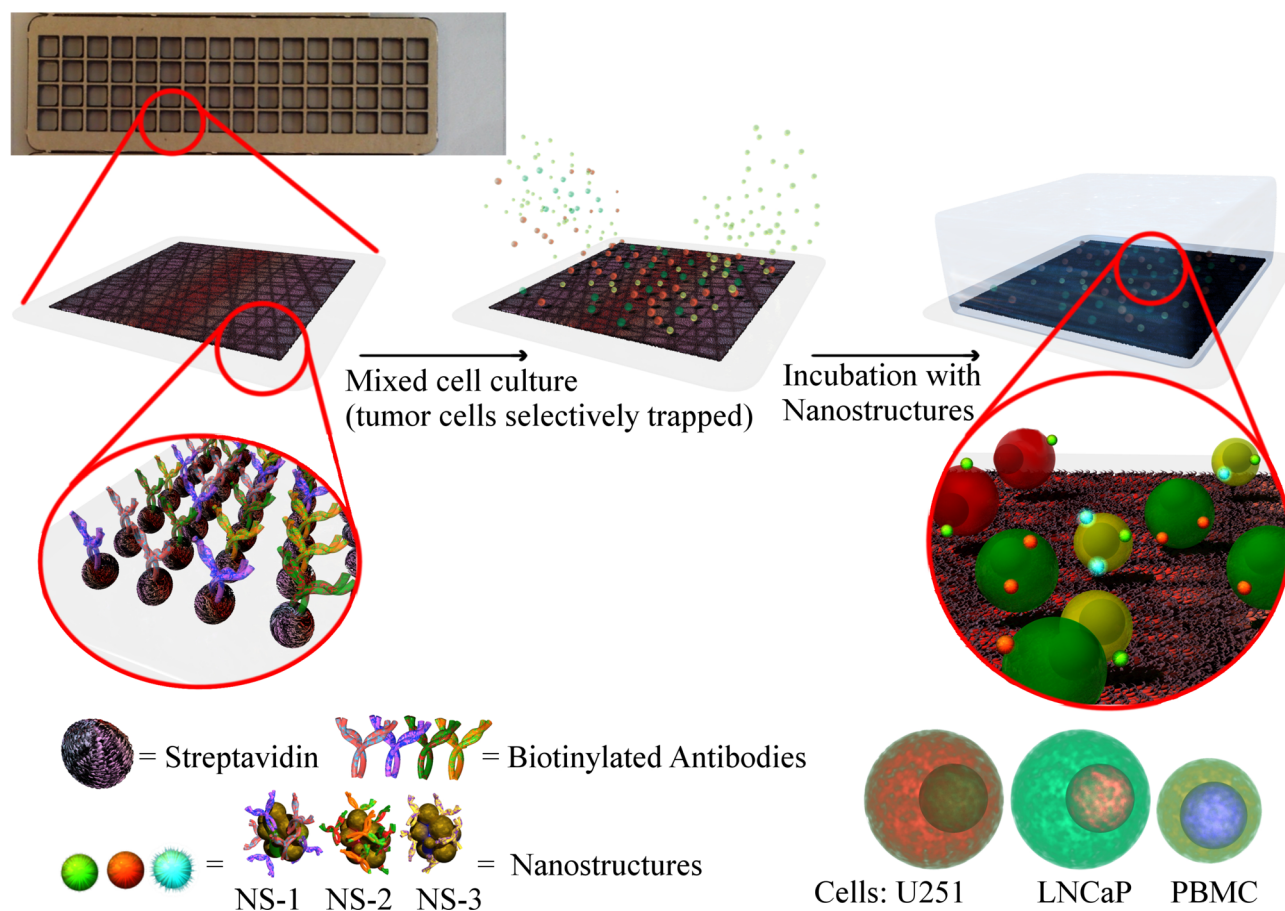 Mixed cell culture
(tumor cells selectively trapped)
Incubation with
Nanostructures
= Streptavidin
= Biotinylated Antibodies
=
= Nanostructures
NS-1 NS-2 NS-3
Cells: U251 LNCaP PBMC